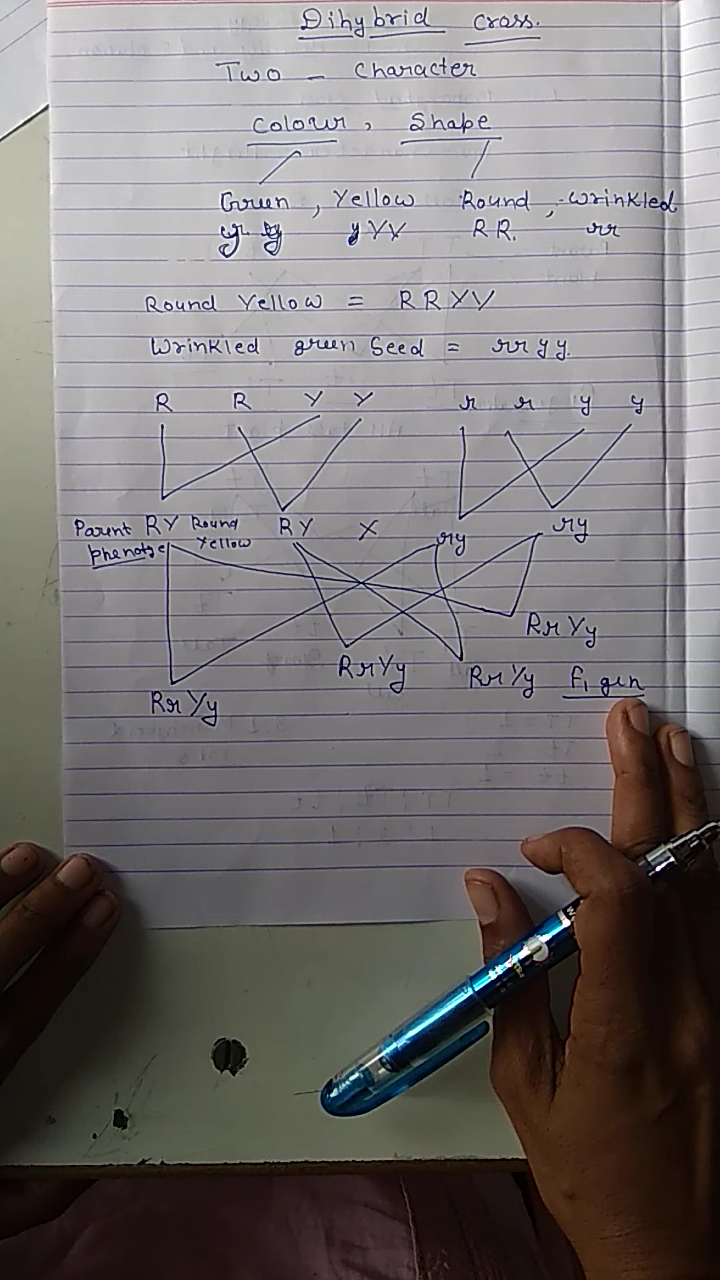 Dihybrid Cross.
Two - Character
Colour, Shape
Green, Yellow Round, Wrinkled
yy YY RR. rr
Round Yellow = RRYY
Wrinkled green Seed = rryy.
R R Y Y r r y y
Parent RY Round RY X ry ry
Yellow
RrYy
RrYy RrYy F1 gen
RrYy